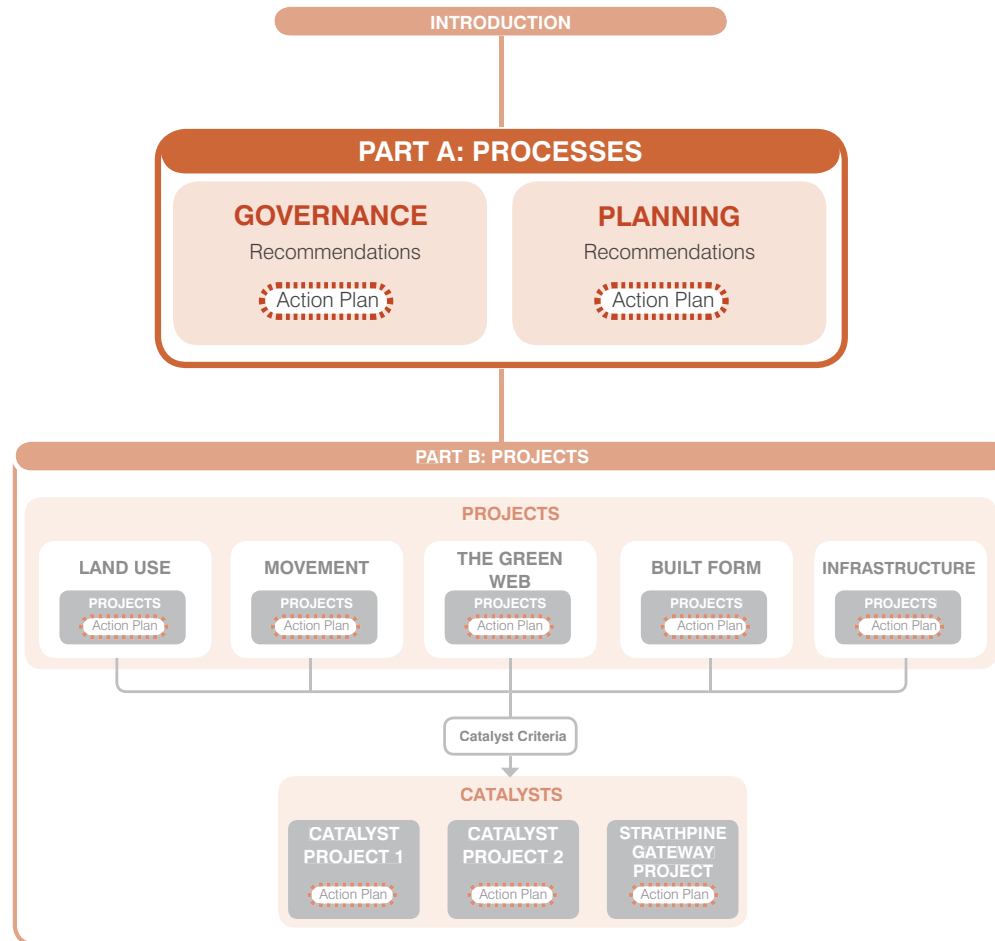 INTRODUCTION
PART A: PROCESSES
GOVERNANCE
Recommendations
Action Plan
PLANNING
Recommendations
Action Plan
PART B: PROJECTS
PROJECTS
LAND USE
PROJECTS
Action Plan
MOVEMENT
PROJECTS
Action Plan
THE GREEN
WEB
PROJECTS
Action Plan
BUILT FORM
PROJECTS
Action Plan
INFRASTRUCTURE
PROJECTS
Action Plan
Catalyst Criteria
CATALYSTS
CATALYST
PROJECT 1
Action Plan
CATALYST
PROJECT 2
Action Plan
STRATHPINE
GATEWAY
PROJECT
Action Plan